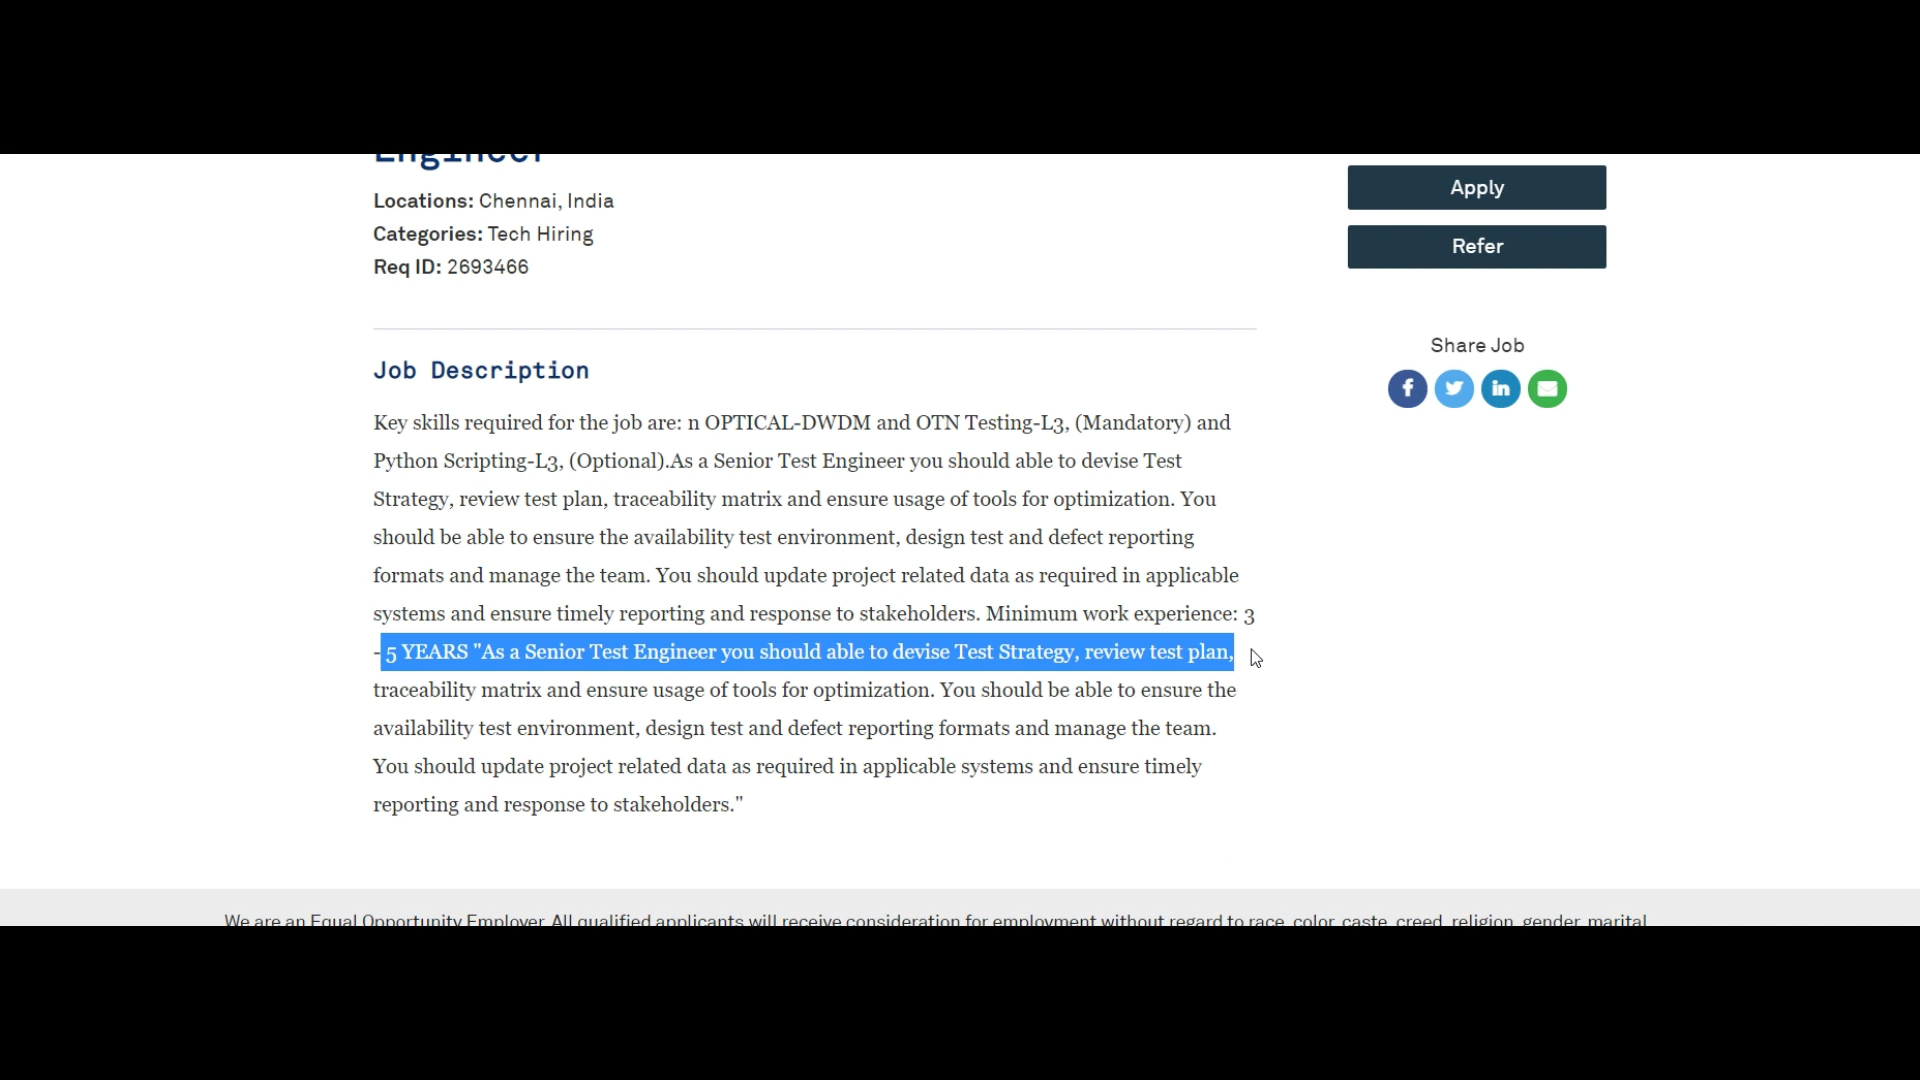 Engineer
Locations: Chennai, India
Categories: Tech Hiring
Req ID: 2693466
Apply
Refer
Share Job
Job Description
Key skills required for the job are: n OPTICAL-DWDM and OTN Testing-L3, (Mandatory) and
Python Scripting-L3, (Optional).As a Senior Test Engineer you should able to devise Test
Strategy, review test plan, traceability matrix and ensure usage of tools for optimization. You
should be able to ensure the availability test environment, design test and defect reporting
formats and manage the team. You should update project related data as required in applicable
systems and ensure timely reporting and response to stakeholders. Minimum work experience: 3
- 5 YEARS "As a Senior Test Engineer you should able to devise Test Strategy, review test plan,
traceability matrix and ensure usage of tools for optimization. You should be able to ensure the
availability test environment, design test and defect reporting formats and manage the team.
You should update project related data as required in applicable systems and ensure timely
reporting and response to stakeholders."
We are an Equal Opportunity Employer. All qualified applicants will receive consideration for employment without regard to race, color, caste, creed, religion, gender, marital